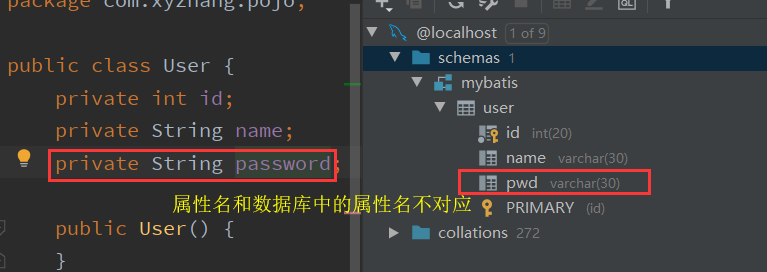 package com.xyzhang.pojo;
public class User {
private int id;
private String name;
private String password;
属性名和数据库中的属性名不对应
public User() {
}
QL
@localhost 1 of 9
schemas 1
mybatis
user
id int(20)
name varchar(30)
pwd varchar(30)
PRIMARY (id)
collations 272